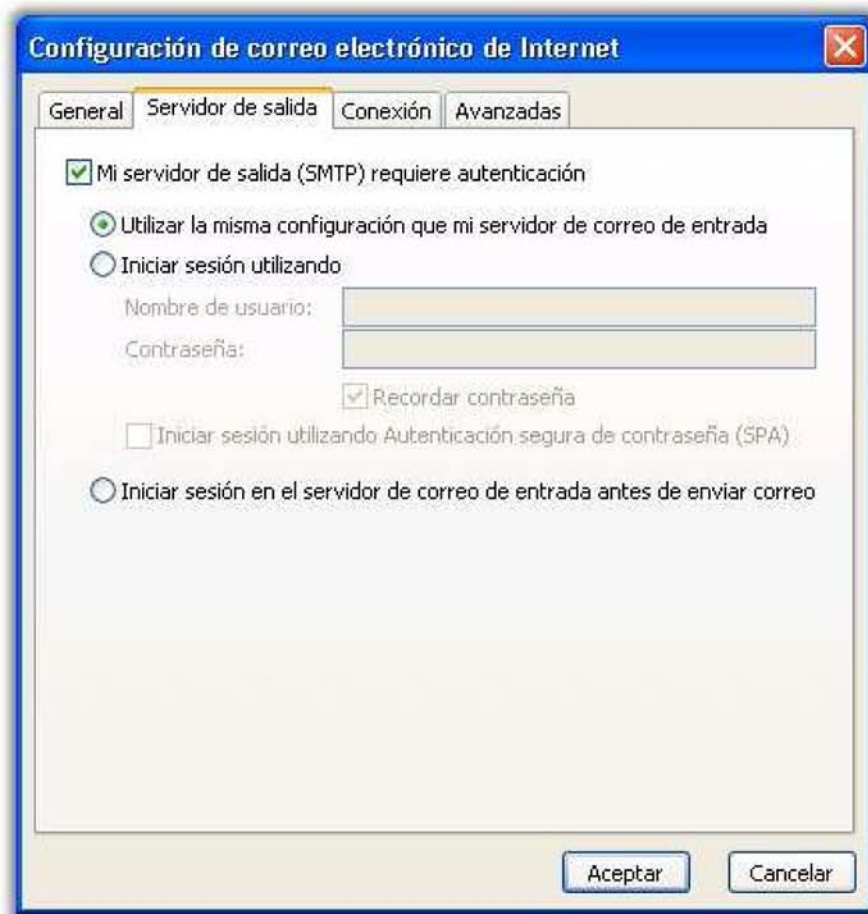 Configuración de correo electrónico de Internet
General Servidor de salida Conexión Avanzadas
Mi servidor de salida (SMTP) requiere autenticación
Utilizar la misma configuración que mi servidor de correo de entrada
Iniciar sesión utilizando
Nombre de usuario:
Contraseña:
Recordar contraseña
Iniciar sesión utilizando Autenticación segura de contraseña (SPA)
Iniciar sesión en el servidor de correo de entrada antes de enviar correo
Aceptar Cancelar